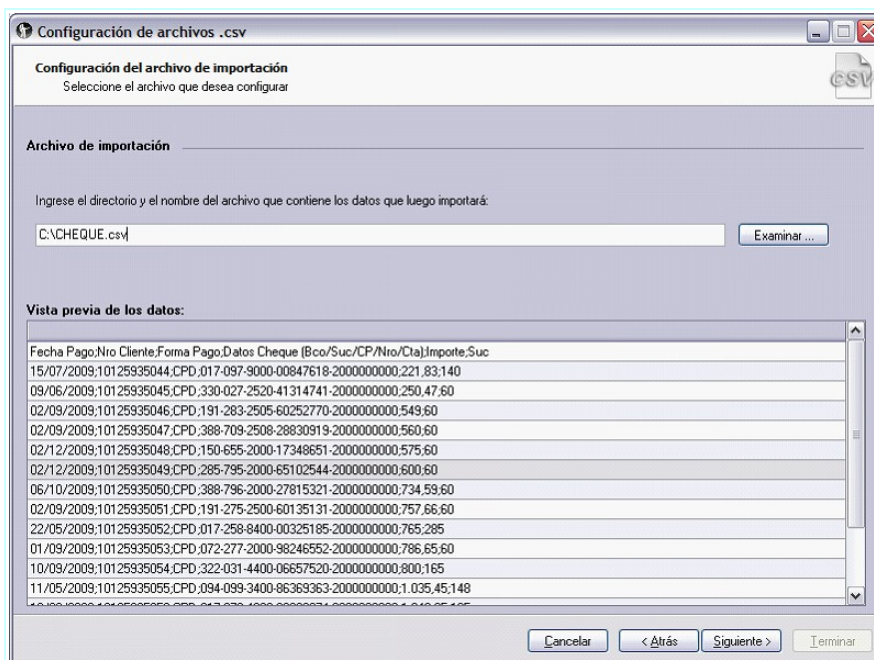 Configuración de archivos .csv
Configuración del archivo de importación
Seleccione el archivo que desea configurar
CSV
Archivo de importación
Ingrese el directorio y el nombre del archivo que contiene los datos que luego importará:
C:\CHEQUE.csv
Examinar ...
Vista previa de los datos:
Fecha Pago;Nro Cliente;Forma Pago;Datos Cheque (Bco/Suc/CP/Nro/Cta);Importe;Suc
15/07/2009;10125935044;CPD;017-097-9000-00847618-2000000000;221,83;140
09/06/2009;10125935045;CPD;330-027-2520-41314741-2000000000;250,47;60
02/09/2009;10125935046;CPD;191-283-2505-60252770-2000000000;549;60
02/09/2009;10125935047;CPD;388-709-2508-28830919-2000000000;560;60
02/12/2009;10125935048;CPD;150-655-2000-17348651-2000000000;575;60
02/12/2009;10125935049;CPD;285-795-2000-65102544-2000000000;600;60
06/10/2009;10125935050;CPD;388-796-2000-27815321-2000000000;734,59;60
02/09/2009;10125935051;CPD;191-275-2500-60135131-2000000000;757,66;60
22/05/2009;10125935052;CPD;017-258-8400-00325185-2000000000;765;285
01/09/2009;10125935053;CPD;072-277-2000-98246552-2000000000;786,65;60
10/09/2009;10125935054;CPD;322-031-4400-06657520-2000000000;800;165
11/05/2009;10125935055;CPD;094-099-3400-86369363-2000000000;1.035,45;148
Cancelar
< Atrás
Siguiente >
Terminar